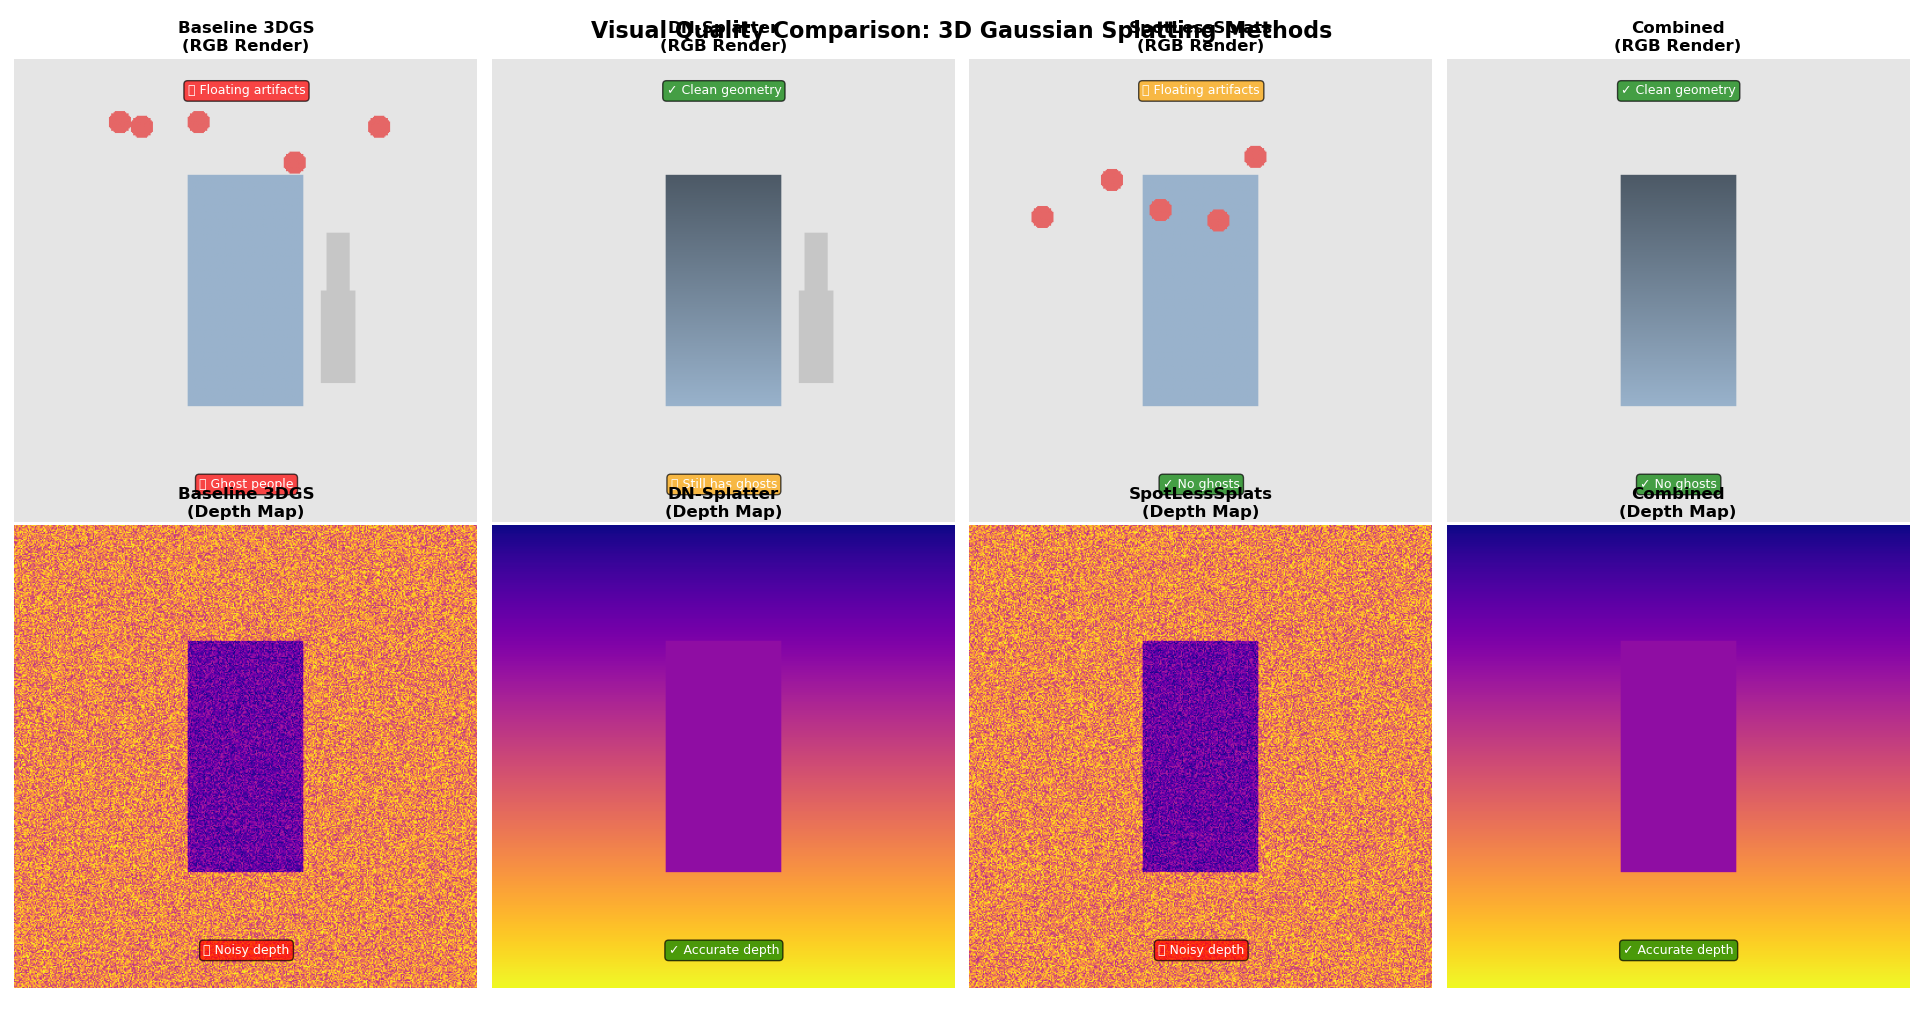 Visual Quality Comparison: 3D Gaussian Splatting Methods
Baseline 3DGS
(RGB Render)
DN-Splatter
(RGB Render)
SpotLessSplats
(RGB Render)
Combined
(RGB Render)
▯ Floating artifacts
✓ Clean geometry
▯ Floating artifacts
✓ Clean geometry
▯ Ghost people
▯ Still has ghosts
✓ No ghosts
✓ No ghosts
Baseline 3DGS
(Depth Map)
DN-Splatter
(Depth Map)
SpotLessSplats
(Depth Map)
Combined
(Depth Map)
▯ Noisy depth
✓ Accurate depth
▯ Noisy depth
✓ Accurate depth